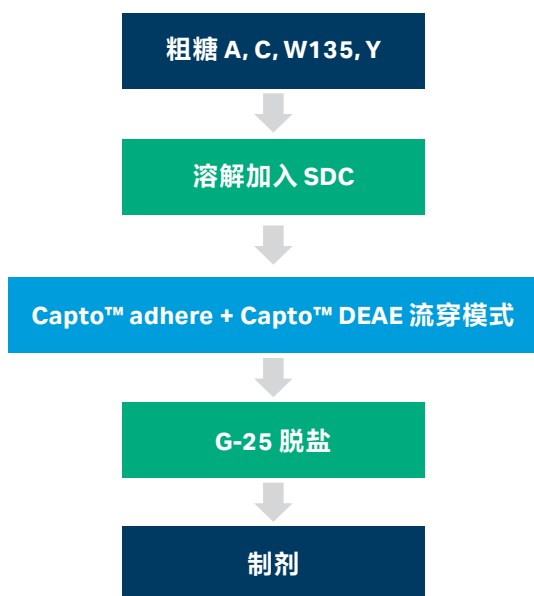 粗糖 A, C, W135, Y
溶解加入 SDC
Capto™ adhere + Capto™ DEAE 流穿模式
G-25 脱盐
制剂